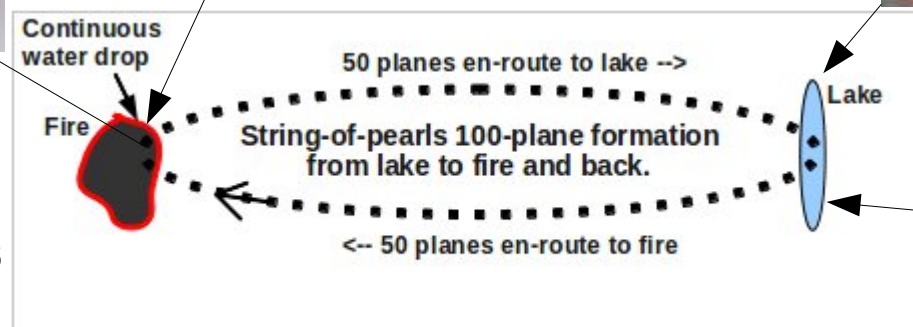 Continuous
water drop
50 planes en-route to lake -->
Lake
Fire
String-of-pearls 100-plane formation
from lake to fire and back.
<-- 50 planes en-route to fire